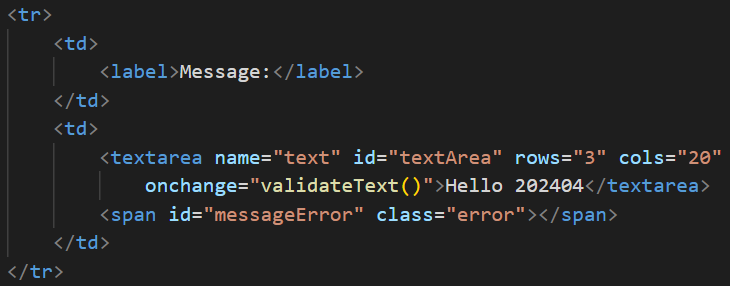 <tr>
<td>
<label>Message:</label>
</td>
<td>
<textarea name="text" id="textArea" rows="3" cols="20"
onchange="validateText()">Hello 202404</textarea>
<span id="messageError" class="error"></span>
</td>
</tr>